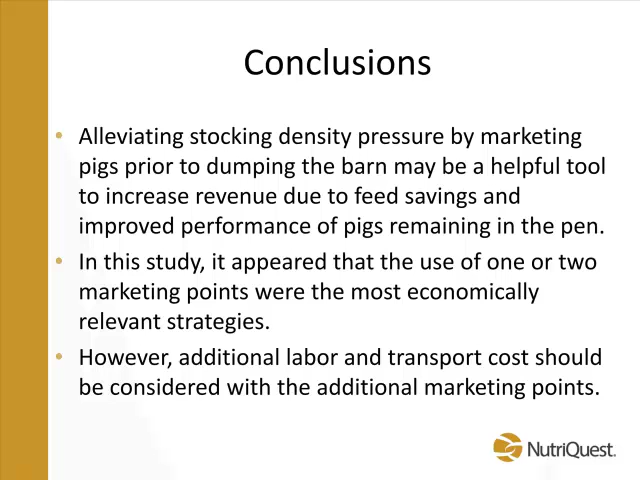 Conclusions
• Alleviating stocking density pressure by marketing
pigs prior to dumping the barn may be a helpful tool
to increase revenue due to feed savings and
improved performance of pigs remaining in the pen.
• In this study, it appeared that the use of one or two
marketing points were the most economically
relevant strategies.
• However, additional labor and transport cost should
be considered with the additional marketing points.
NutriQuest.